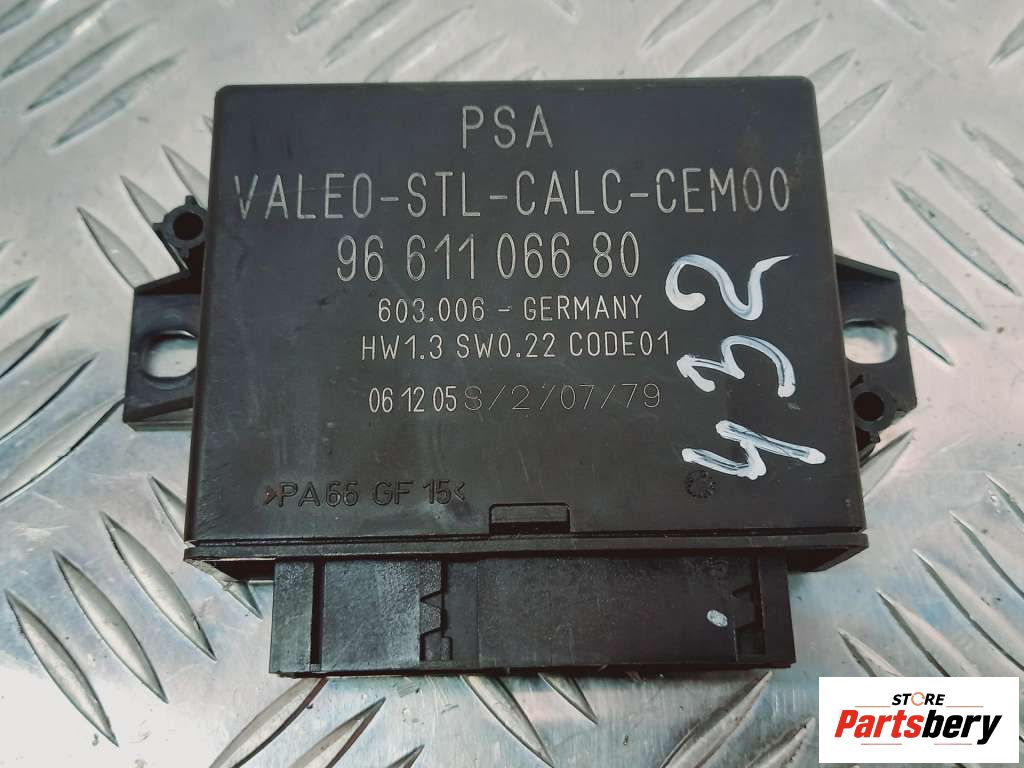 PSA
VALEO-STL-CALC-CEM00
96 611 066 80
603.006 - GERMANY
HW1.3 SW0.22 CODE01
06 12 05 S/2/07/79
432
>PA66 GF 15<
STORE
Partsbery